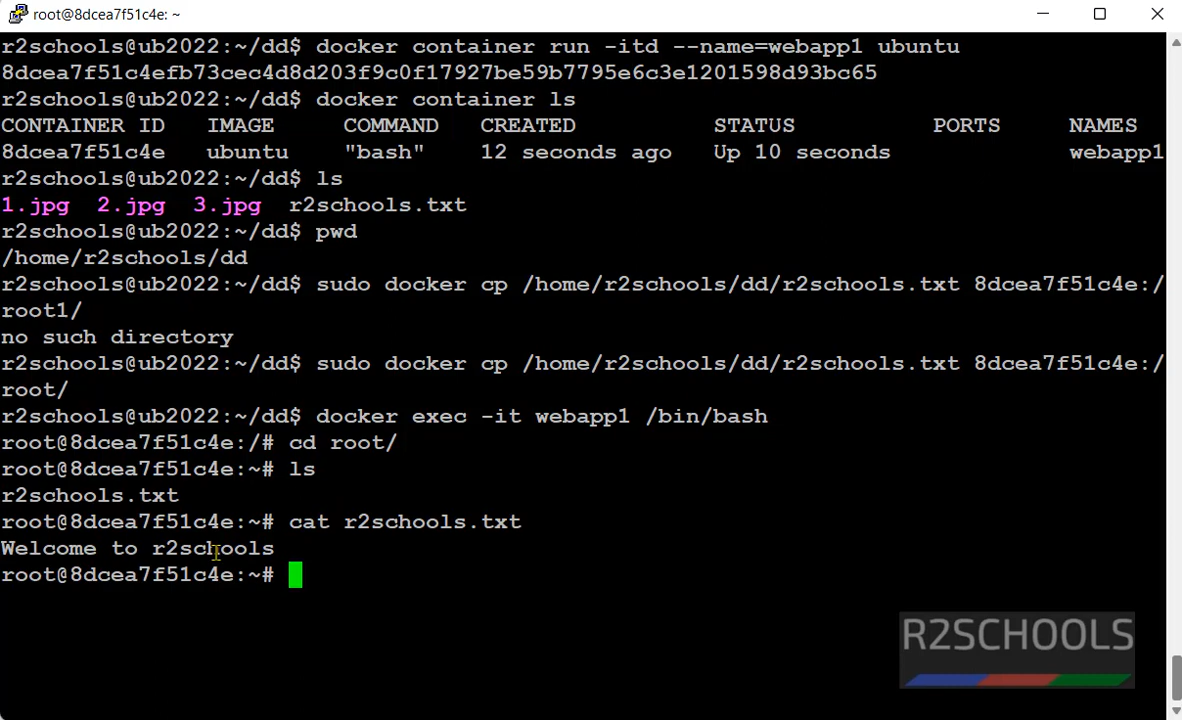 root@8dcea7f51c4e: ~
r2schools@ub2022:~/dd$ docker container run -itd --name=webapp1 ubuntu
8dcea7f51c4efb73cec4d8d203f9c0f17927be59b7795e6c3e1201598d93bc65
r2schools@ub2022:~/dd$ docker container ls
CONTAINER ID   IMAGE     COMMAND   CREATED          STATUS          PORTS     NAMES
8dcea7f51c4e   ubuntu    "bash"    12 seconds ago   Up 10 seconds             webapp1
r2schools@ub2022:~/dd$ ls
1.jpg  2.jpg  3.jpg  r2schools.txt
r2schools@ub2022:~/dd$ pwd
/home/r2schools/dd
r2schools@ub2022:~/dd$ sudo docker cp /home/r2schools/dd/r2schools.txt 8dcea7f51c4e:/
root1/
no such directory
r2schools@ub2022:~/dd$ sudo docker cp /home/r2schools/dd/r2schools.txt 8dcea7f51c4e:/
root/
r2schools@ub2022:~/dd$ docker exec -it webapp1 /bin/bash
root@8dcea7f51c4e:/# cd root/
root@8dcea7f51c4e:~# ls
r2schools.txt
root@8dcea7f51c4e:~# cat r2schools.txt
Welcome to r2schools
root@8dcea7f51c4e:~#
R2SCHOOLS